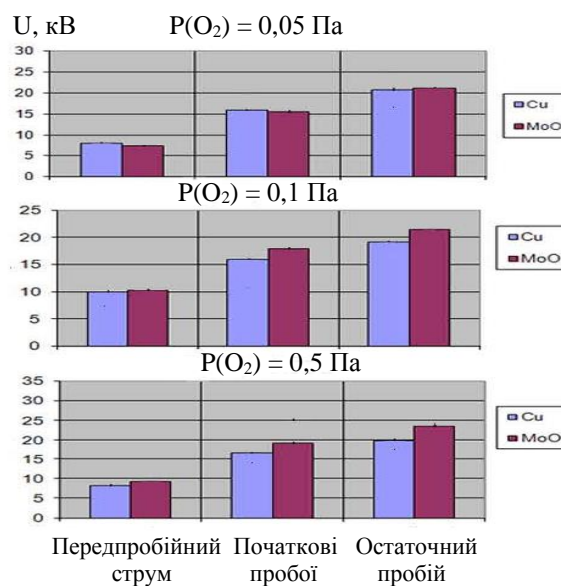 U, кВ P(O₂) = 0,05 Па
30
25
20
15
10
5
0
Cu
MoO
P(O₂) = 0,1 Па
25
20
15
10
5
0
Cu
MoO
P(O₂) = 0,5 Па
35
30
25
20
15
10
5
0
Cu
MoO
Передпробійний Початкові Остаточний
струм пробої пробій